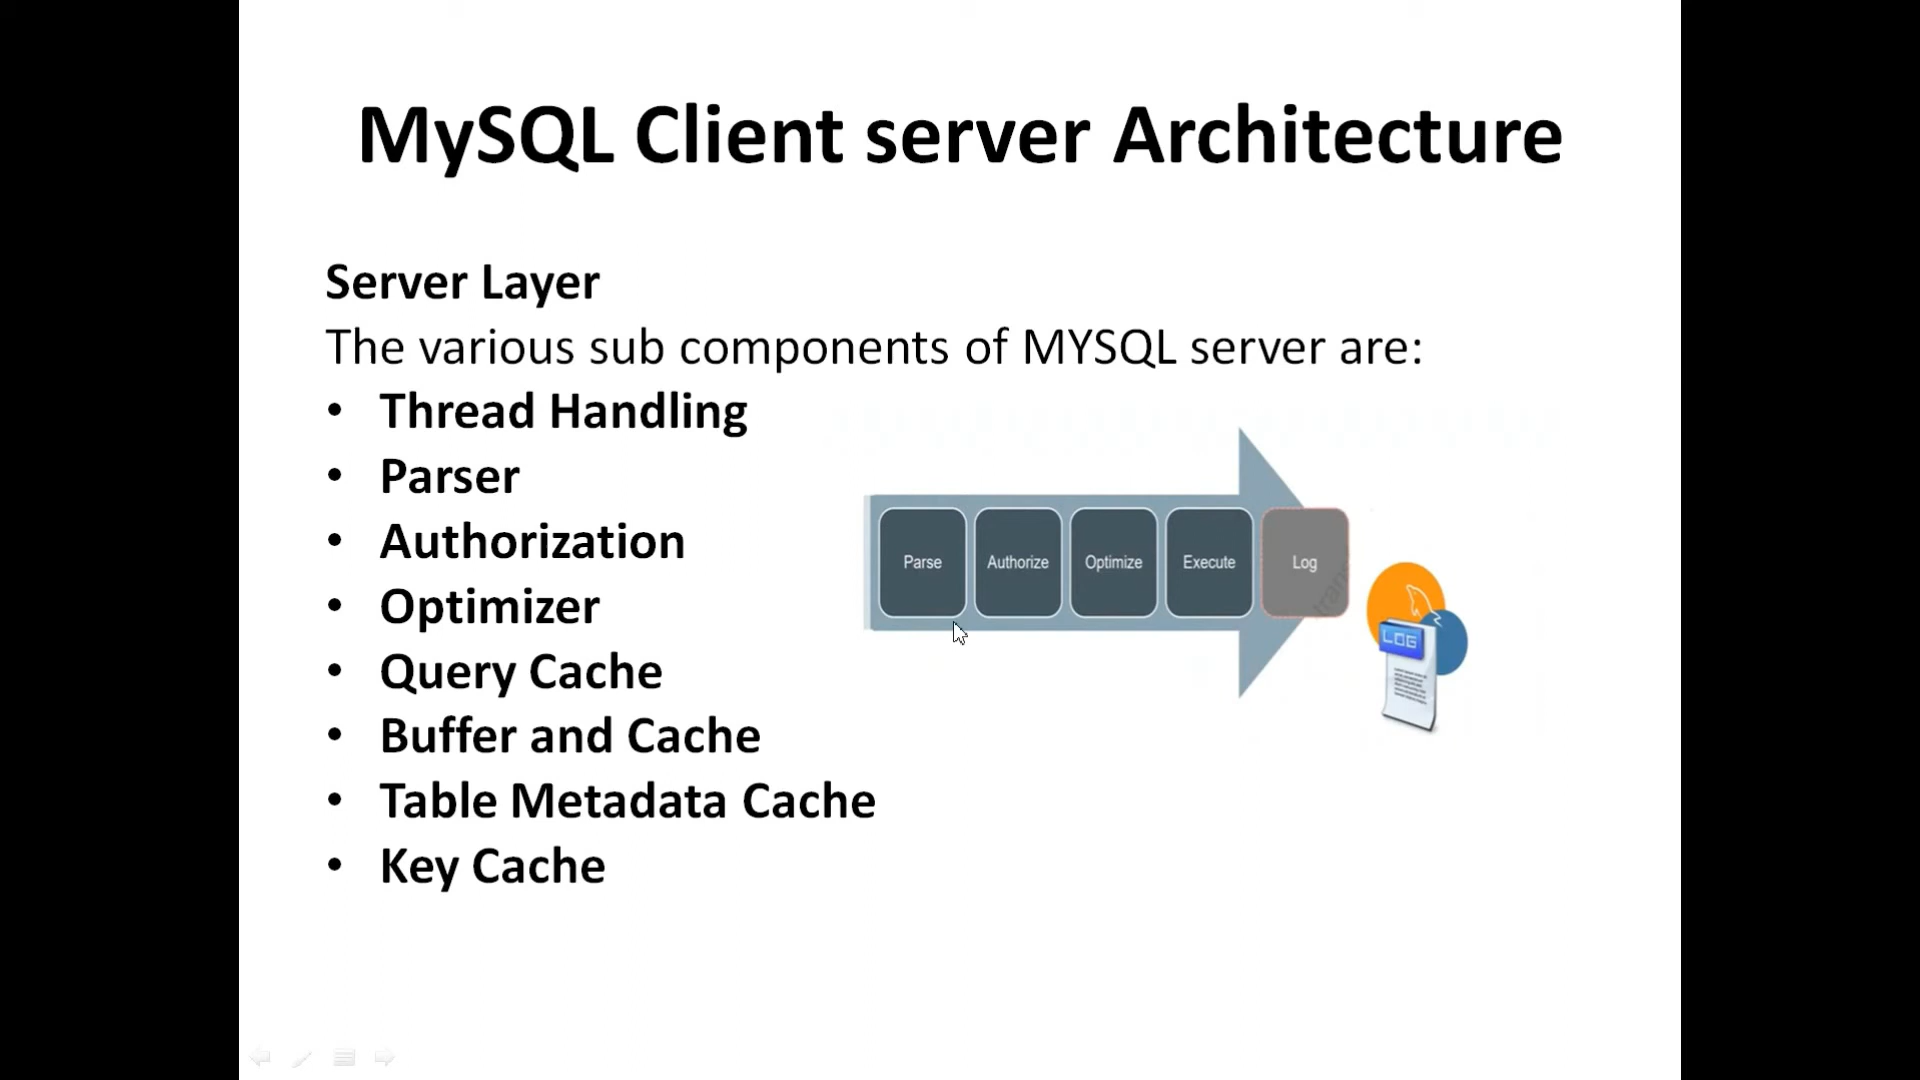 MySQL Client server Architecture
Server Layer
The various sub components of MYSQL server are:
• Thread Handling
• Parser
• Authorization
• Optimizer
• Query Cache
• Buffer and Cache
• Table Metadata Cache
• Key Cache
Parse Authorize Optimize Execute Log
LOG